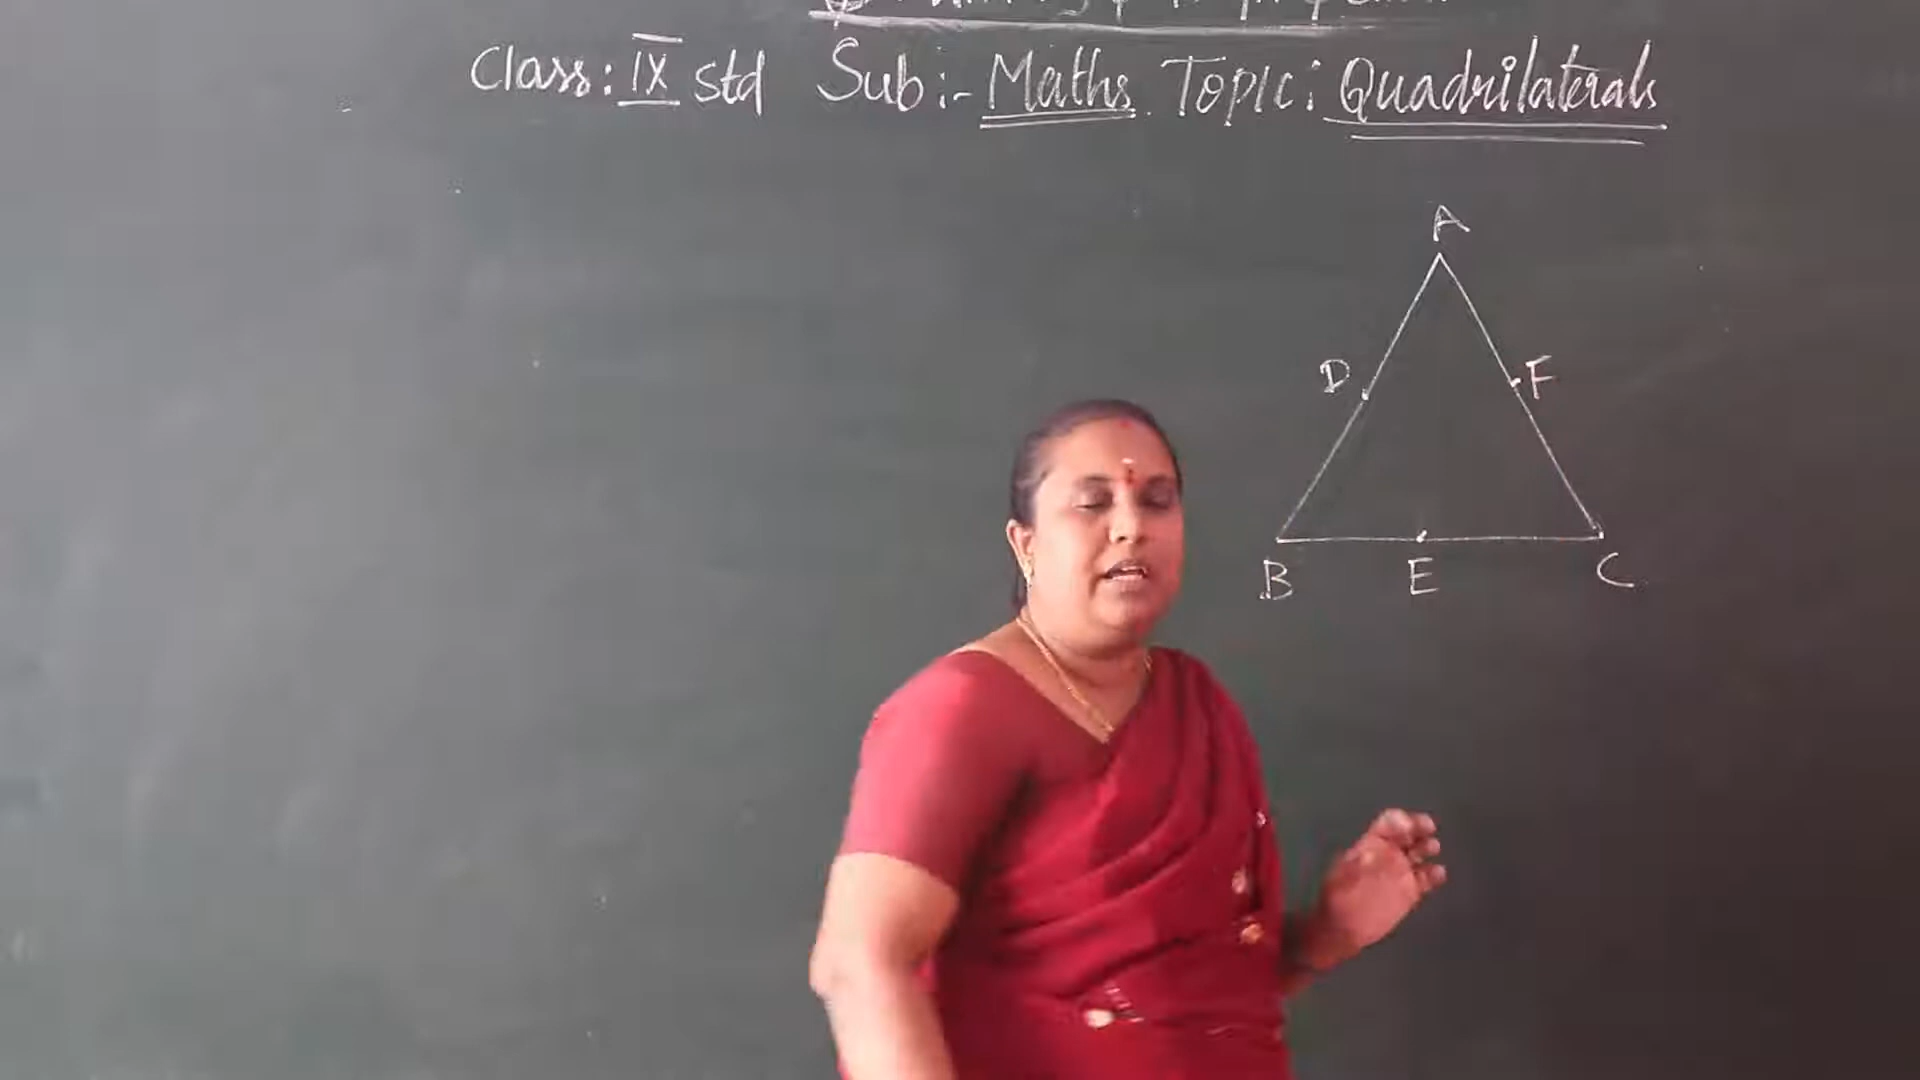 Class: IX std Sub:- Maths. Topic: Quadrilaterals
A
D F
B E C